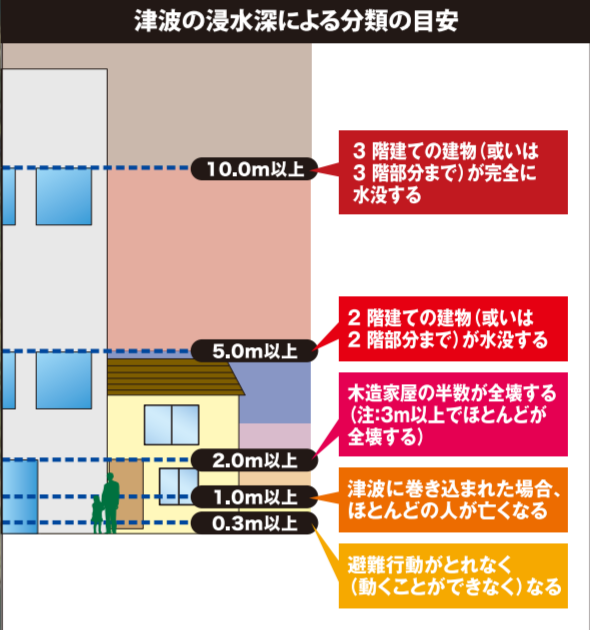 津波の浸水深による分類の目安
10.0m以上
3 階建ての建物（或いは
3 階部分まで）が完全に
水没する
5.0m以上
2 階建ての建物（或いは
2 階部分まで）が水没する
2.0m以上
木造家屋の半数が全壊する
（注：3m以上でほとんどが
全壊する）
1.0m以上
津波に巻き込まれた場合、
ほとんどの人が亡くなる
0.3m以上
避難行動がとれなく
（動くことができなく）なる